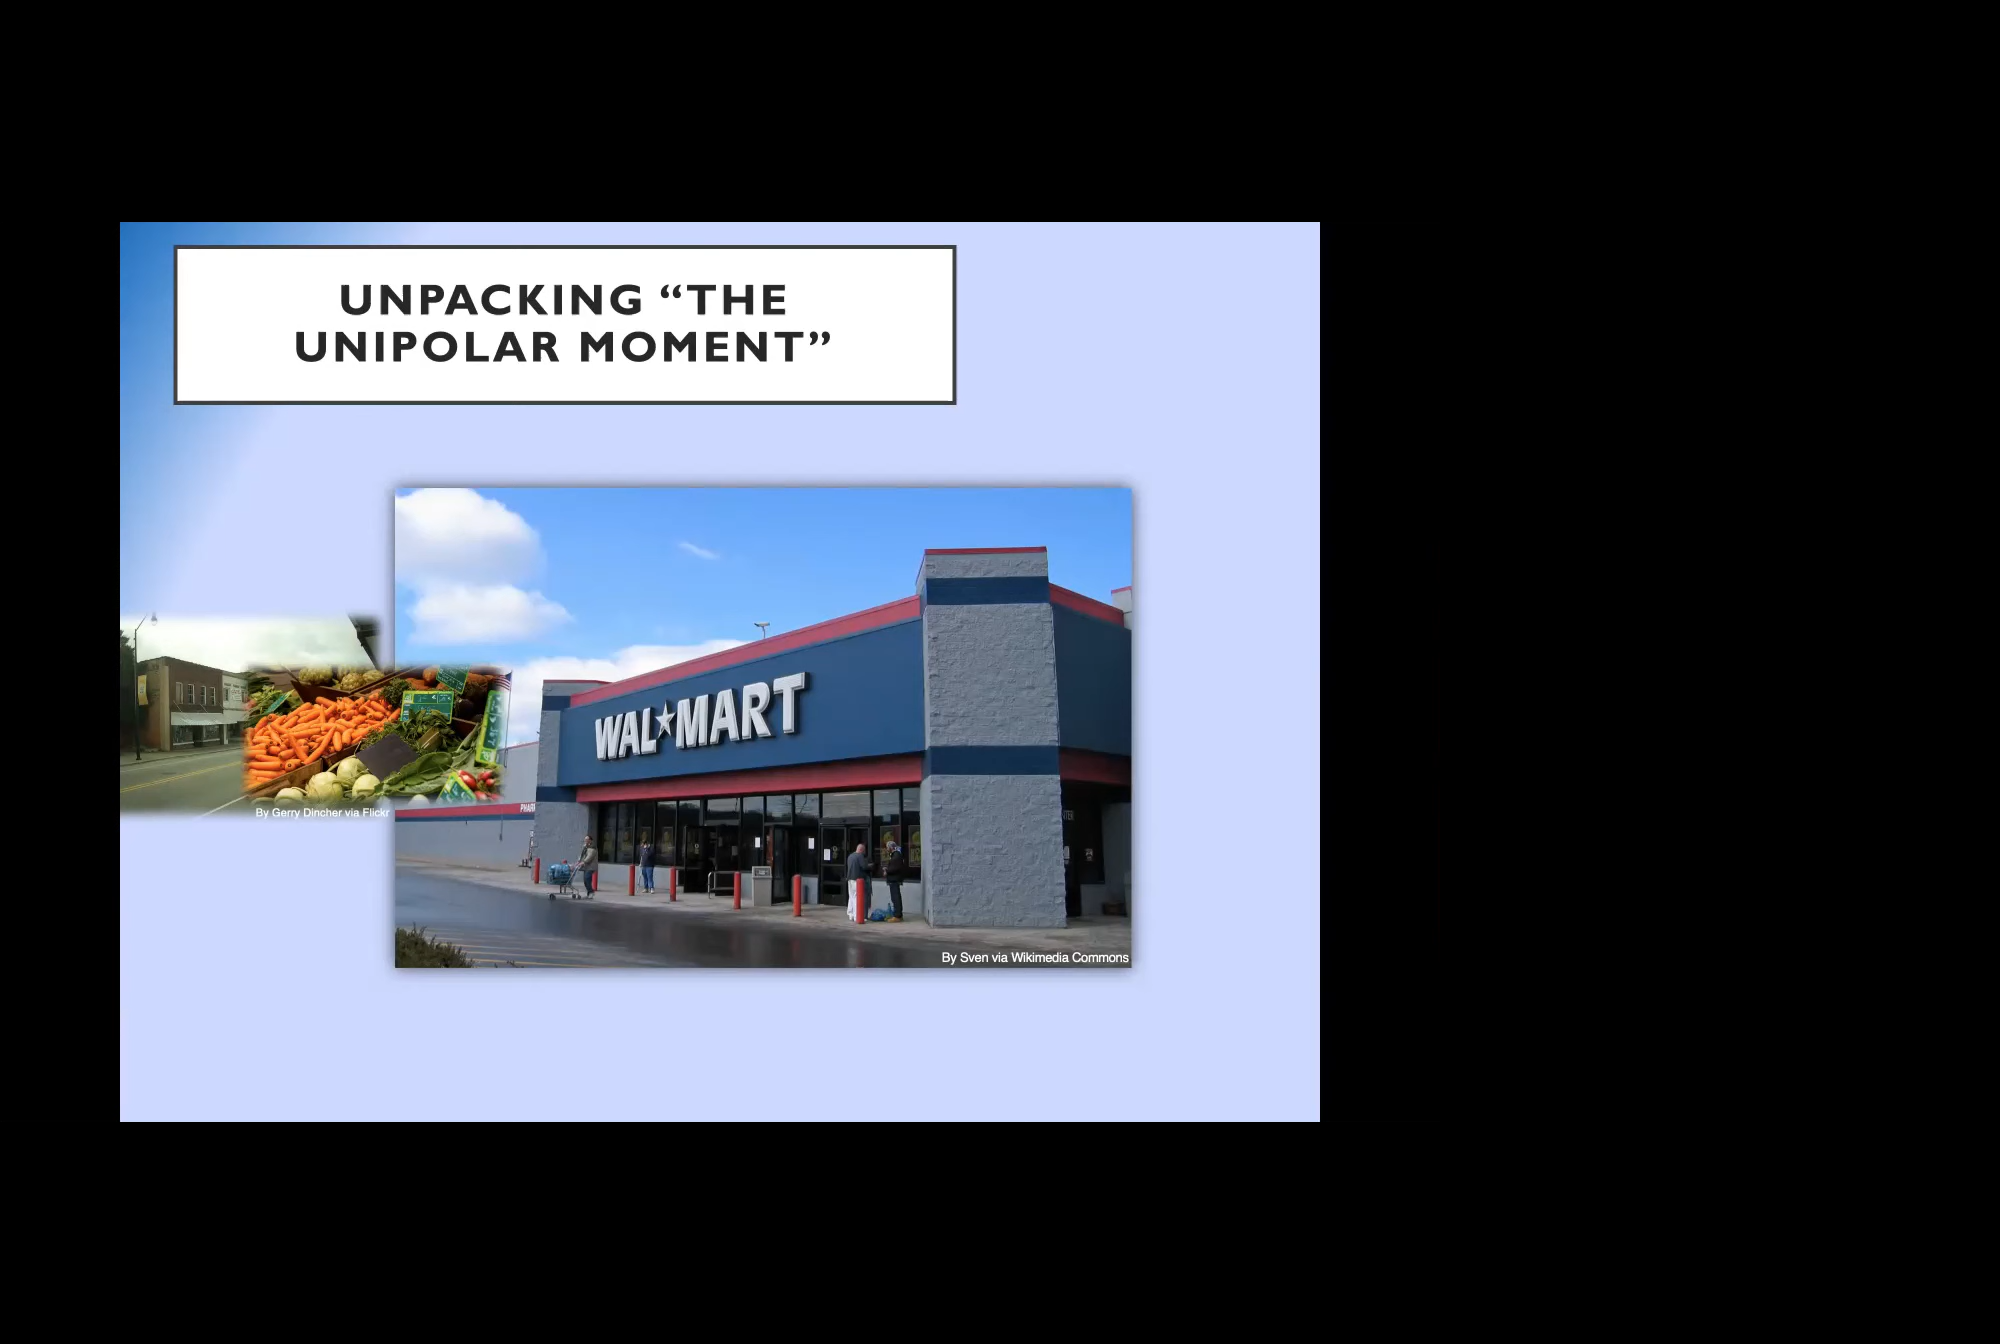 UNPACKING “THE
UNIPOLAR MOMENT”
WAL★MART
By Gerry Dincher via Flickr
By Sven via Wikimedia Commons